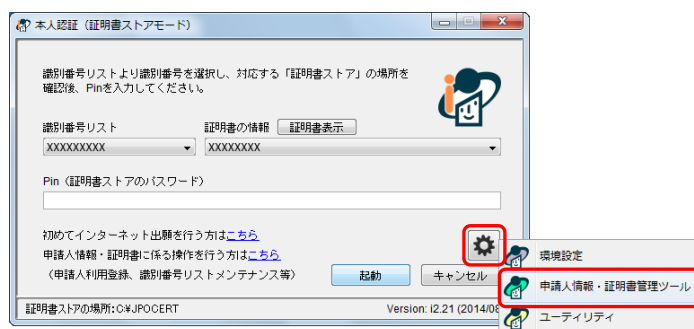 本人認証（証明書ストアモード）
識別番号リストより識別番号を選択し、対応する「証明書ストア」の場所を
確認後、Pinを入力してください。
識別番号リスト 証明書の情報 証明書表示
XXXXXXXXX XXXXXXXX
Pin（証明書ストアのパスワード）
初めてインターネット出願を行う方はこちら
申請人情報・証明書に係る操作を行う方はこちら
（申請人利用登録、識別番号リストメンテナンス等） 起動 キャンセル
証明書ストアの場所:C¥JPOCERT Version: i2.21 (2014/08
環境設定
申請人情報・証明書管理ツール
ユーティリティ